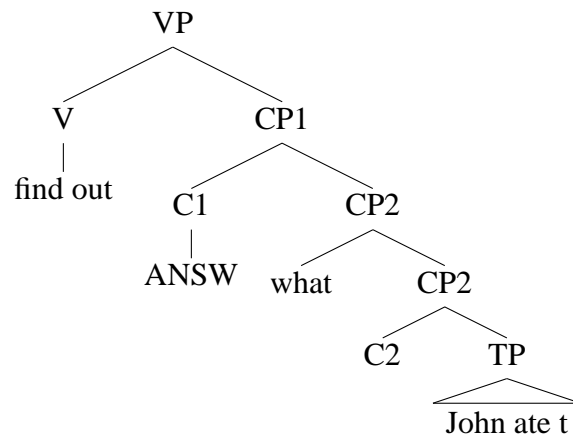 VP
V CP1
find out C1 CP2
ANSW what CP2
C2 TP
John ate t